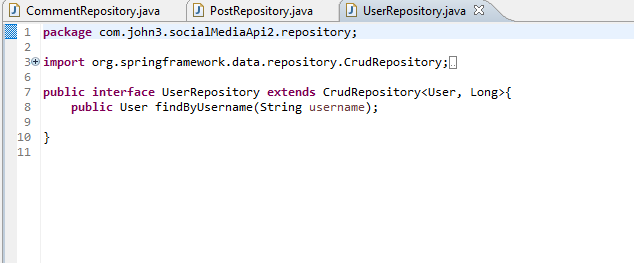 CommentRepository.java PostRepository.java UserRepository.java
1 package com.john3.socialMediaApi2.repository;
2
3 import org.springframework.data.repository.CrudRepository;
6
7 public interface UserRepository extends CrudRepository<User, Long>{
8 public User findByUsername(String username);
9
10 }
11